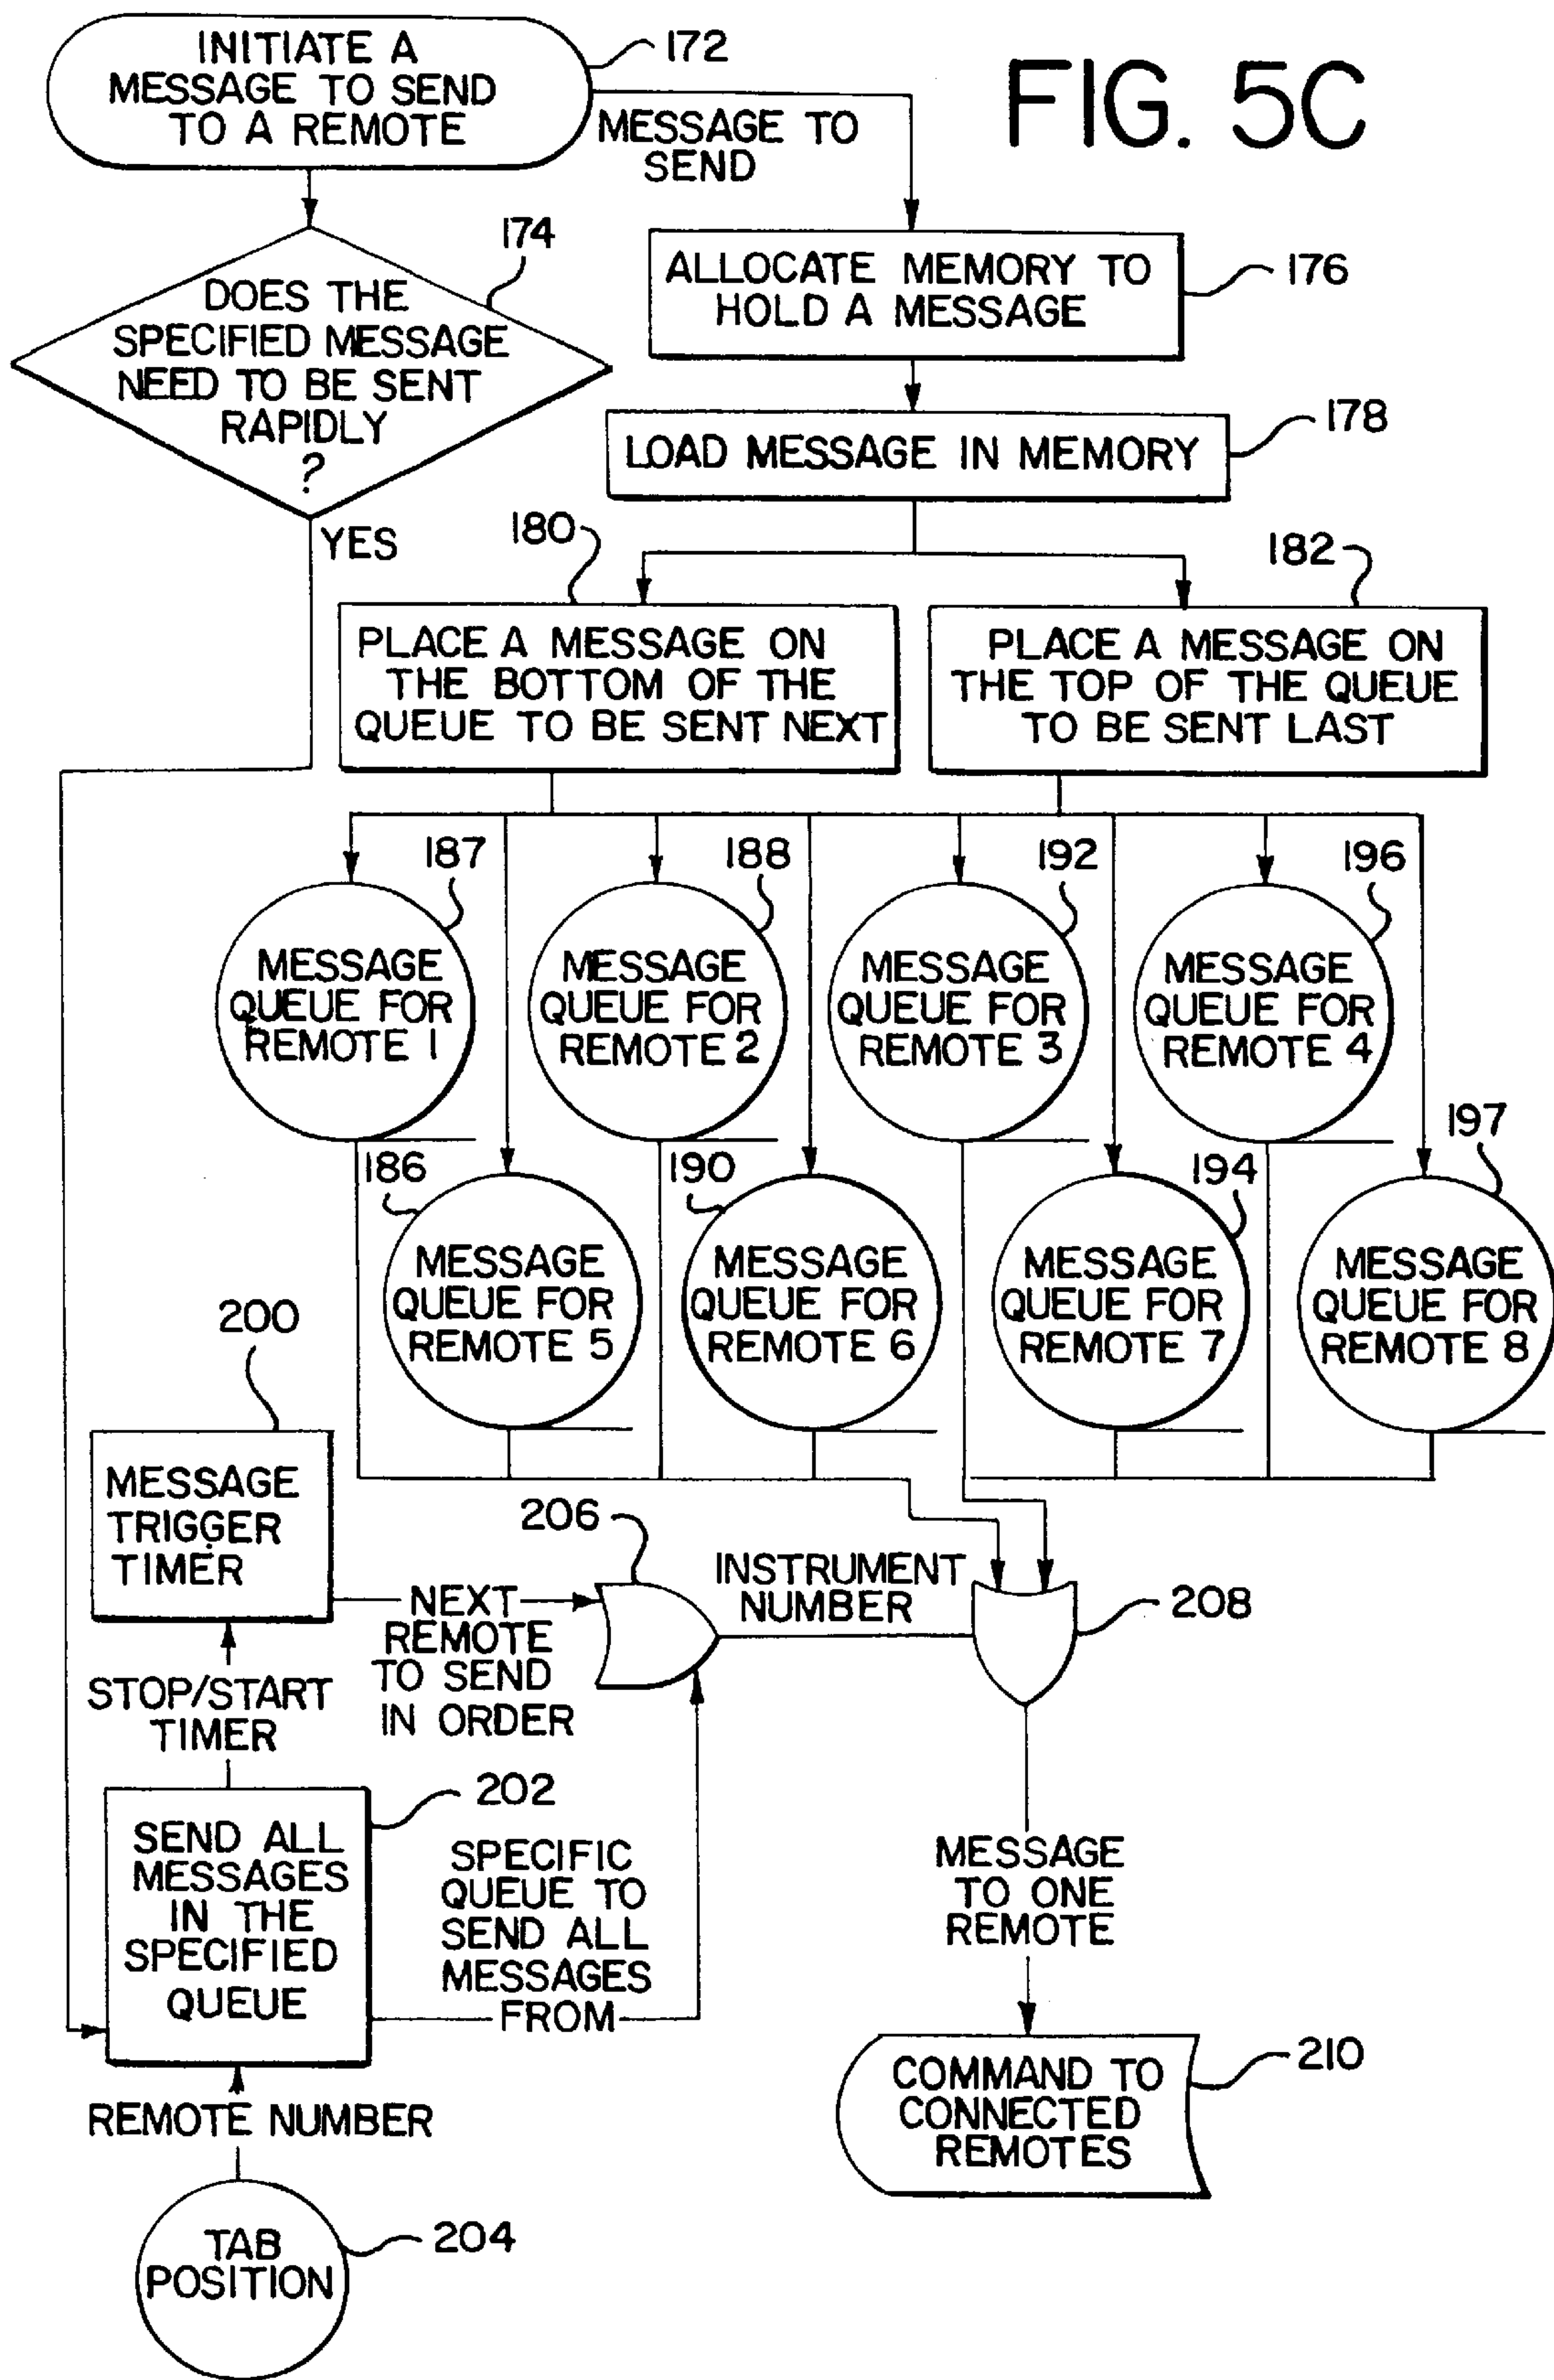 FIG. 5C
INITIATE A
MESSAGE TO SEND
TO A REMOTE
172
MESSAGE TO
SEND
174
DOES THE
SPECIFIED MESSAGE
NEED TO BE SENT
RAPIDLY
?
YES
ALLOCATE MEMORY TO
HOLD A MESSAGE
176
LOAD MESSAGE IN MEMORY
178
180
PLACE A MESSAGE ON
THE BOTTOM OF THE
QUEUE TO BE SENT NEXT
182
PLACE A MESSAGE ON
THE TOP OF THE QUEUE
TO BE SENT LAST
187
MESSAGE
QUEUE FOR
REMOTE 1
188
MESSAGE
QUEUE FOR
REMOTE 2
192
MESSAGE
QUEUE FOR
REMOTE 3
196
MESSAGE
QUEUE FOR
REMOTE 4
186
MESSAGE
QUEUE FOR
REMOTE 5
190
MESSAGE
QUEUE FOR
REMOTE 6
194
MESSAGE
QUEUE FOR
REMOTE 7
197
MESSAGE
QUEUE FOR
REMOTE 8
200
MESSAGE
TRIGGER
TIMER
NEXT
REMOTE
TO SEND
IN ORDER
206
INSTRUMENT
NUMBER
208
STOP/START
TIMER
202
SEND ALL
MESSAGES
IN THE
SPECIFIED
QUEUE
SPECIFIC
QUEUE TO
SEND ALL
MESSAGES
FROM
MESSAGE
TO ONE
REMOTE
REMOTE NUMBER
204
TAB
POSITION
COMMAND TO
CONNECTED
REMOTES
210